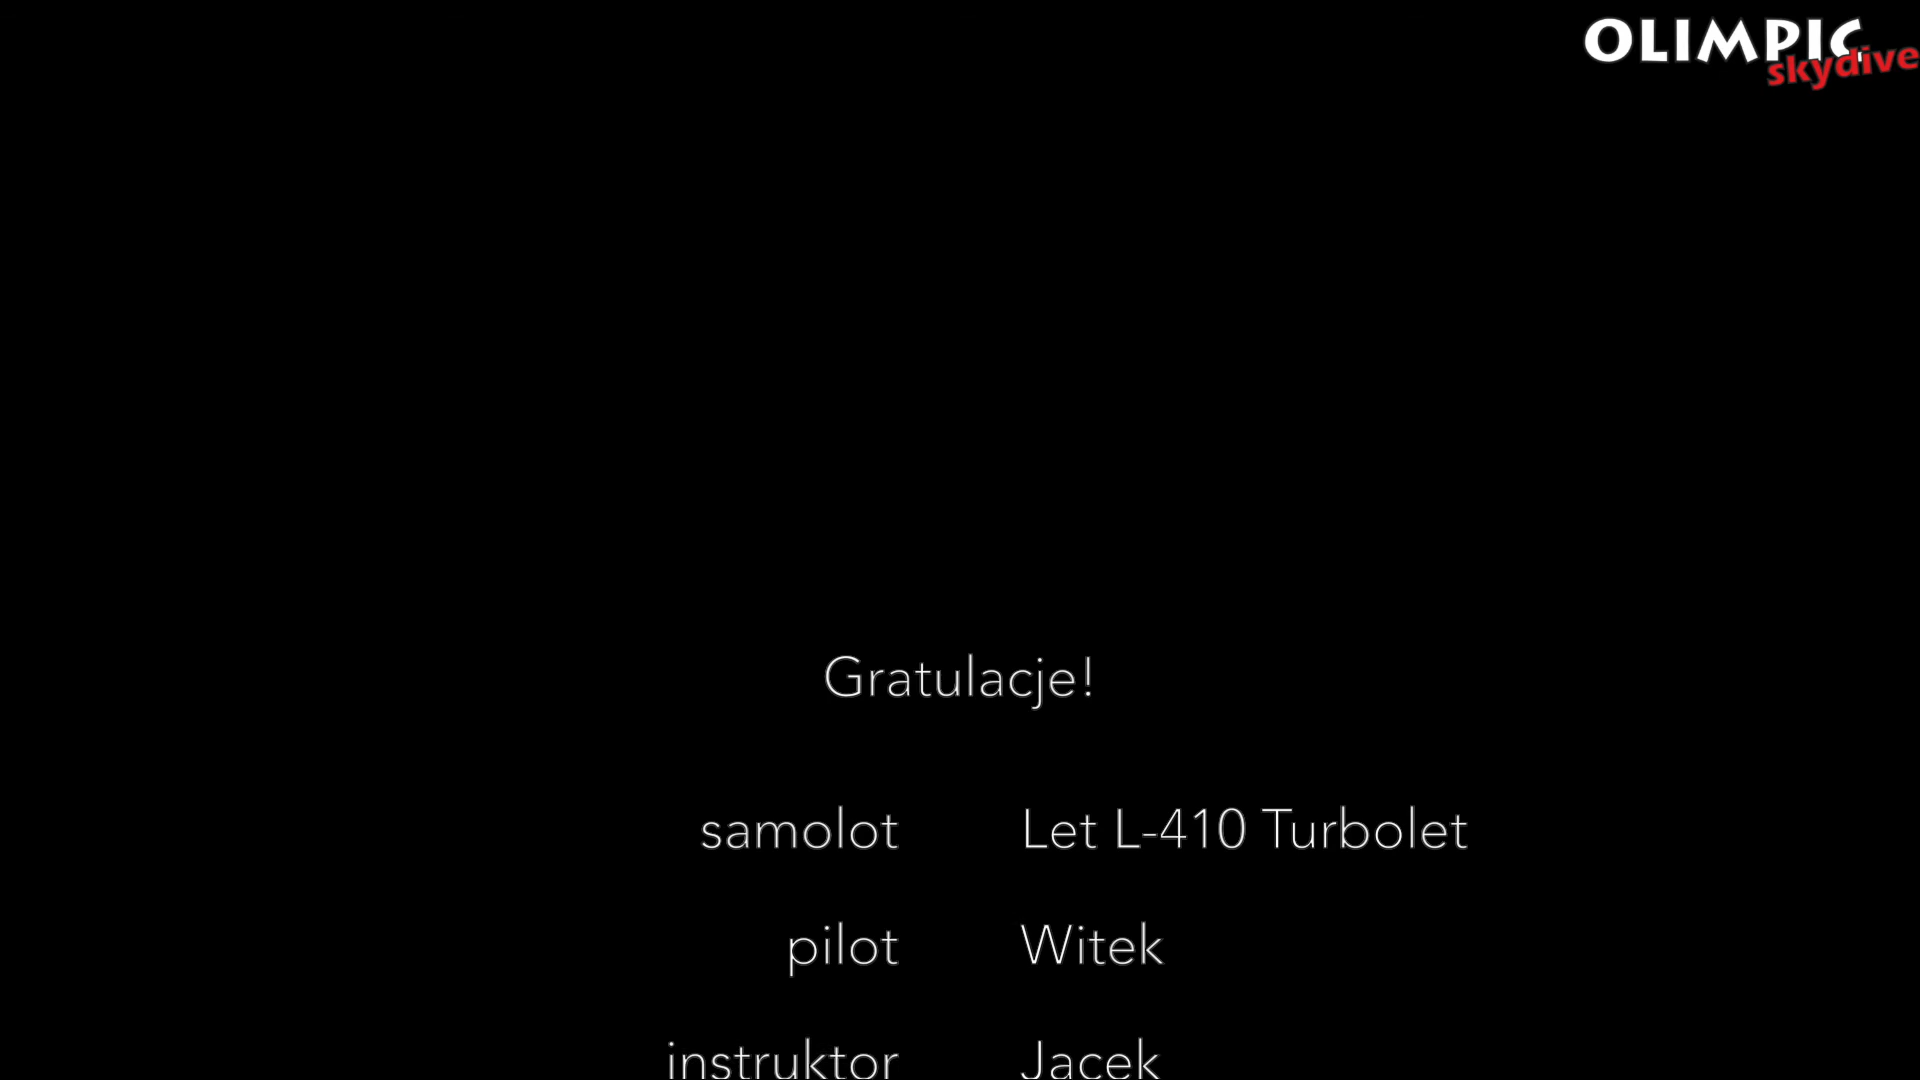 OLIMPIC
skydive
Gratulacje!
samolot Let L-410 Turbolet
pilot Witek
instruktor Jacek